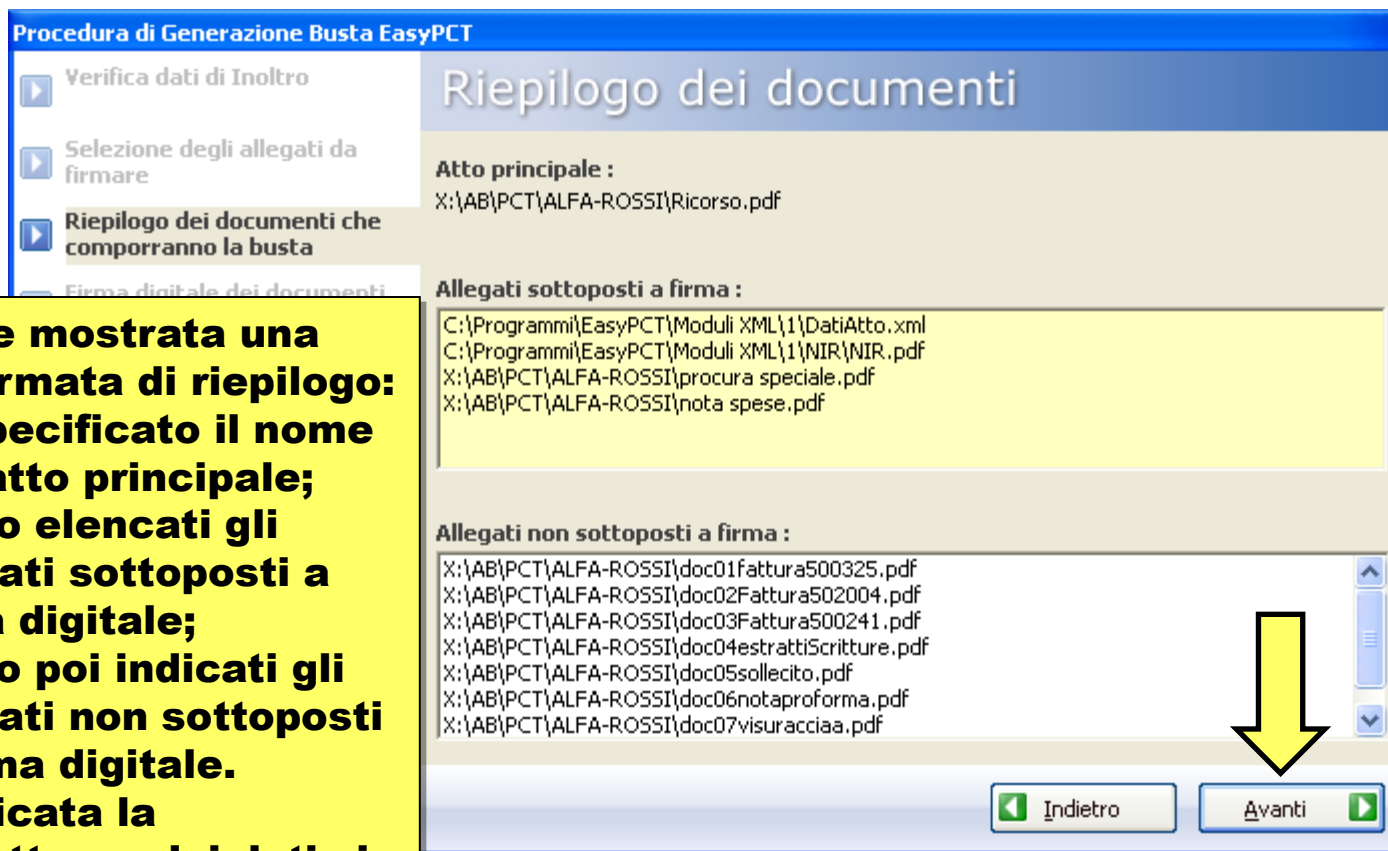 Procedura di Generazione Busta EasyPCT
Verifica dati di Inoltro
Selezione degli allegati da
firmare
Riepilogo dei documenti che
comporranno la busta
Firma digitale dei documenti
e mostrata una
rmata di riepilogo:
pecificato il nome
atto principale;
o elencati gli
ati sottoposti a
digitale;
o poi indicati gli
ati non sottoposti
ma digitale.
icata la
Riepilogo dei documenti
Atto principale :
X:\AB\PCT\ALFA-ROSSI\Ricorso.pdf
Allegati sottoposti a firma :
C:\Programmi\EasyPCT\Moduli XML\1\DatiAtto.xml
C:\Programmi\EasyPCT\Moduli XML\1\NIR\NIR.pdf
X:\AB\PCT\ALFA-ROSSI\procura speciale.pdf
X:\AB\PCT\ALFA-ROSSI\nota spese.pdf
Allegati non sottoposti a firma :
X:\AB\PCT\ALFA-ROSSI\doc01fattura500325.pdf
X:\AB\PCT\ALFA-ROSSI\doc02Fattura502004.pdf
X:\AB\PCT\ALFA-ROSSI\doc03Fattura500241.pdf
X:\AB\PCT\ALFA-ROSSI\doc04estrattiScritture.pdf
X:\AB\PCT\ALFA-ROSSI\doc05sollecito.pdf
X:\AB\PCT\ALFA-ROSSI\doc06notaproforma.pdf
X:\AB\PCT\ALFA-ROSSI\doc07visuracciaa.pdf
Indietro
Avanti